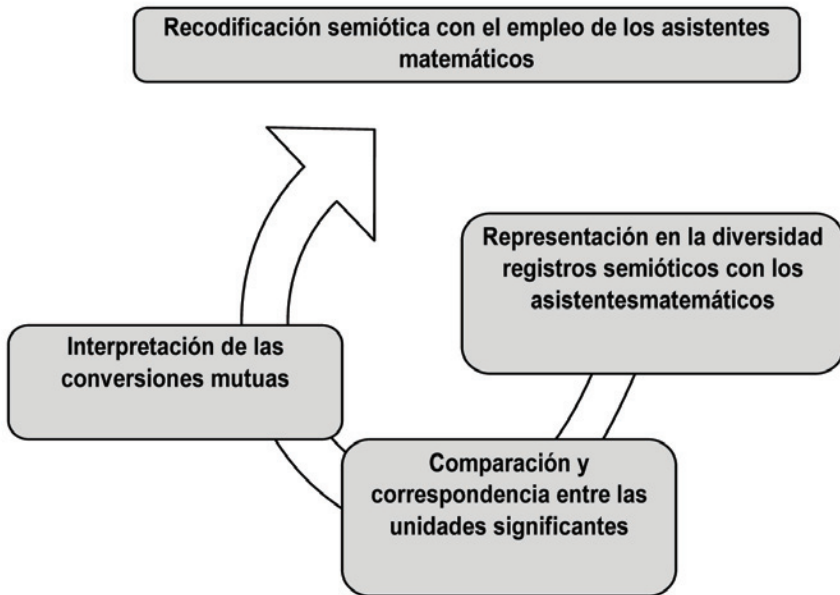 Recodificación semiótica con el empleo de los asistentes
matemáticos
Representación en la diversidad
registros semióticos con los
asistentesmatemáticos
Interpretación de las
conversiones mutuas
Comparación y
correspondencia entre las
unidades significantes